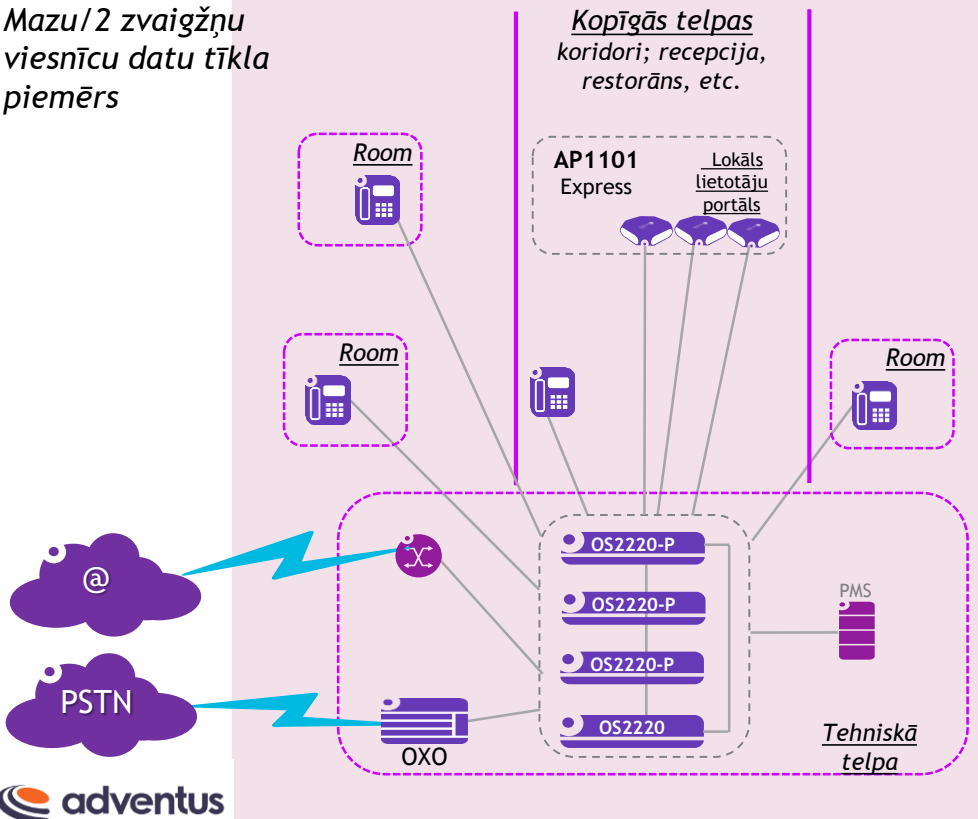 Mazu/2 zvaigžņu
viesnīcu datu tīkla
piemērs
Kopīgās telpas
koridori; recepcija,
restorāns, etc.
Room
AP1101
Express
Lokāls
lietotāju
portāls
Room
Room
@
PSTN
OXO
OS2220-P
OS2220-P
OS2220-P
OS2220
PMS
Tehniskā
telpa
adventus